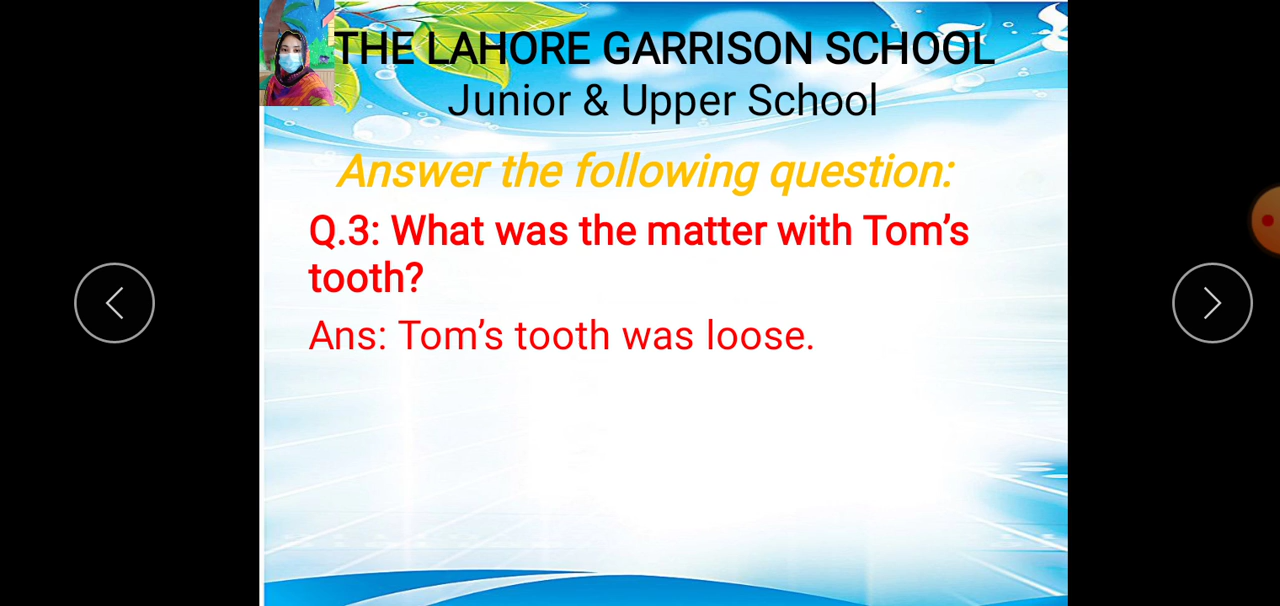 THE LAHORE GARRISON SCHOOL
Junior & Upper School
Answer the following question:
Q.3: What was the matter with Tom’s
tooth?
Ans: Tom’s tooth was loose.